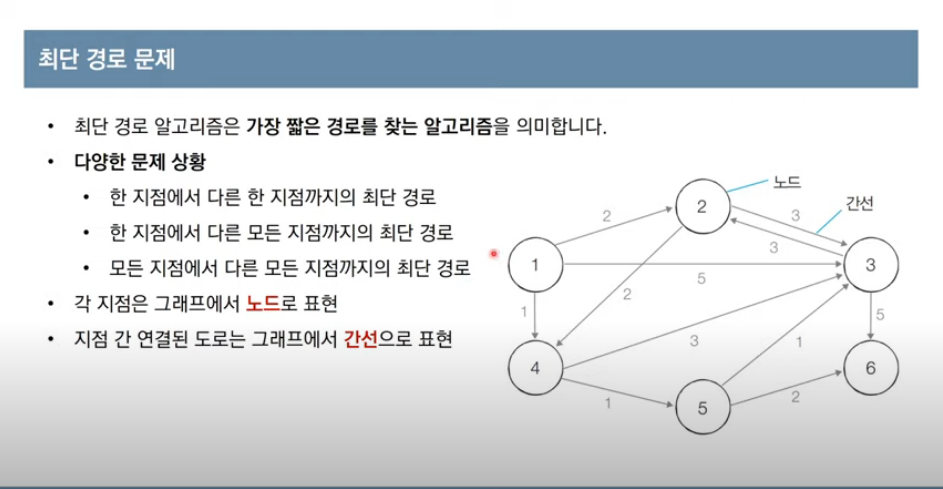 최단 경로 문제
• 최단 경로 알고리즘은 가장 짧은 경로를 찾는 알고리즘을 의미합니다.
• 다양한 문제 상황
• 한 지점에서 다른 한 지점까지의 최단 경로
• 한 지점에서 다른 모든 지점까지의 최단 경로
• 모든 지점에서 다른 모든 지점까지의 최단 경로
• 각 지점은 그래프에서 노드로 표현
• 지점 간 연결된 도로는 그래프에서 간선으로 표현
노드
간선
2
2
3
3
1
5
3
1
2
5
4
3
1
6
5
1
2